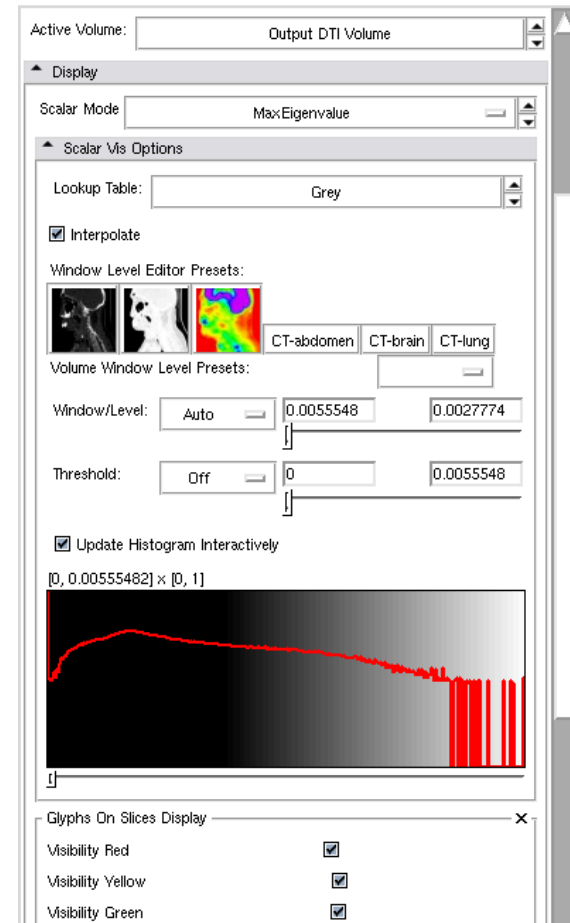 Active Volume: Output DTI Volume
Display
Scalar Mode MaxEigenvalue
Scalar Vis Options
Lookup Table: Grey
Interpolate
Window Level Editor Presets:
CT-abdomen CT-brain CT-lung
Volume Window Level Presets:
Window/Level: Auto 0.0055548 0.0027774
Threshold: Off 0 0.0055548
Update Histogram Interactively
[0, 0.00555482] x [0, 1]
Glyphs On Slices Display
Visibility Red
Visibility Yellow
Visibility Green